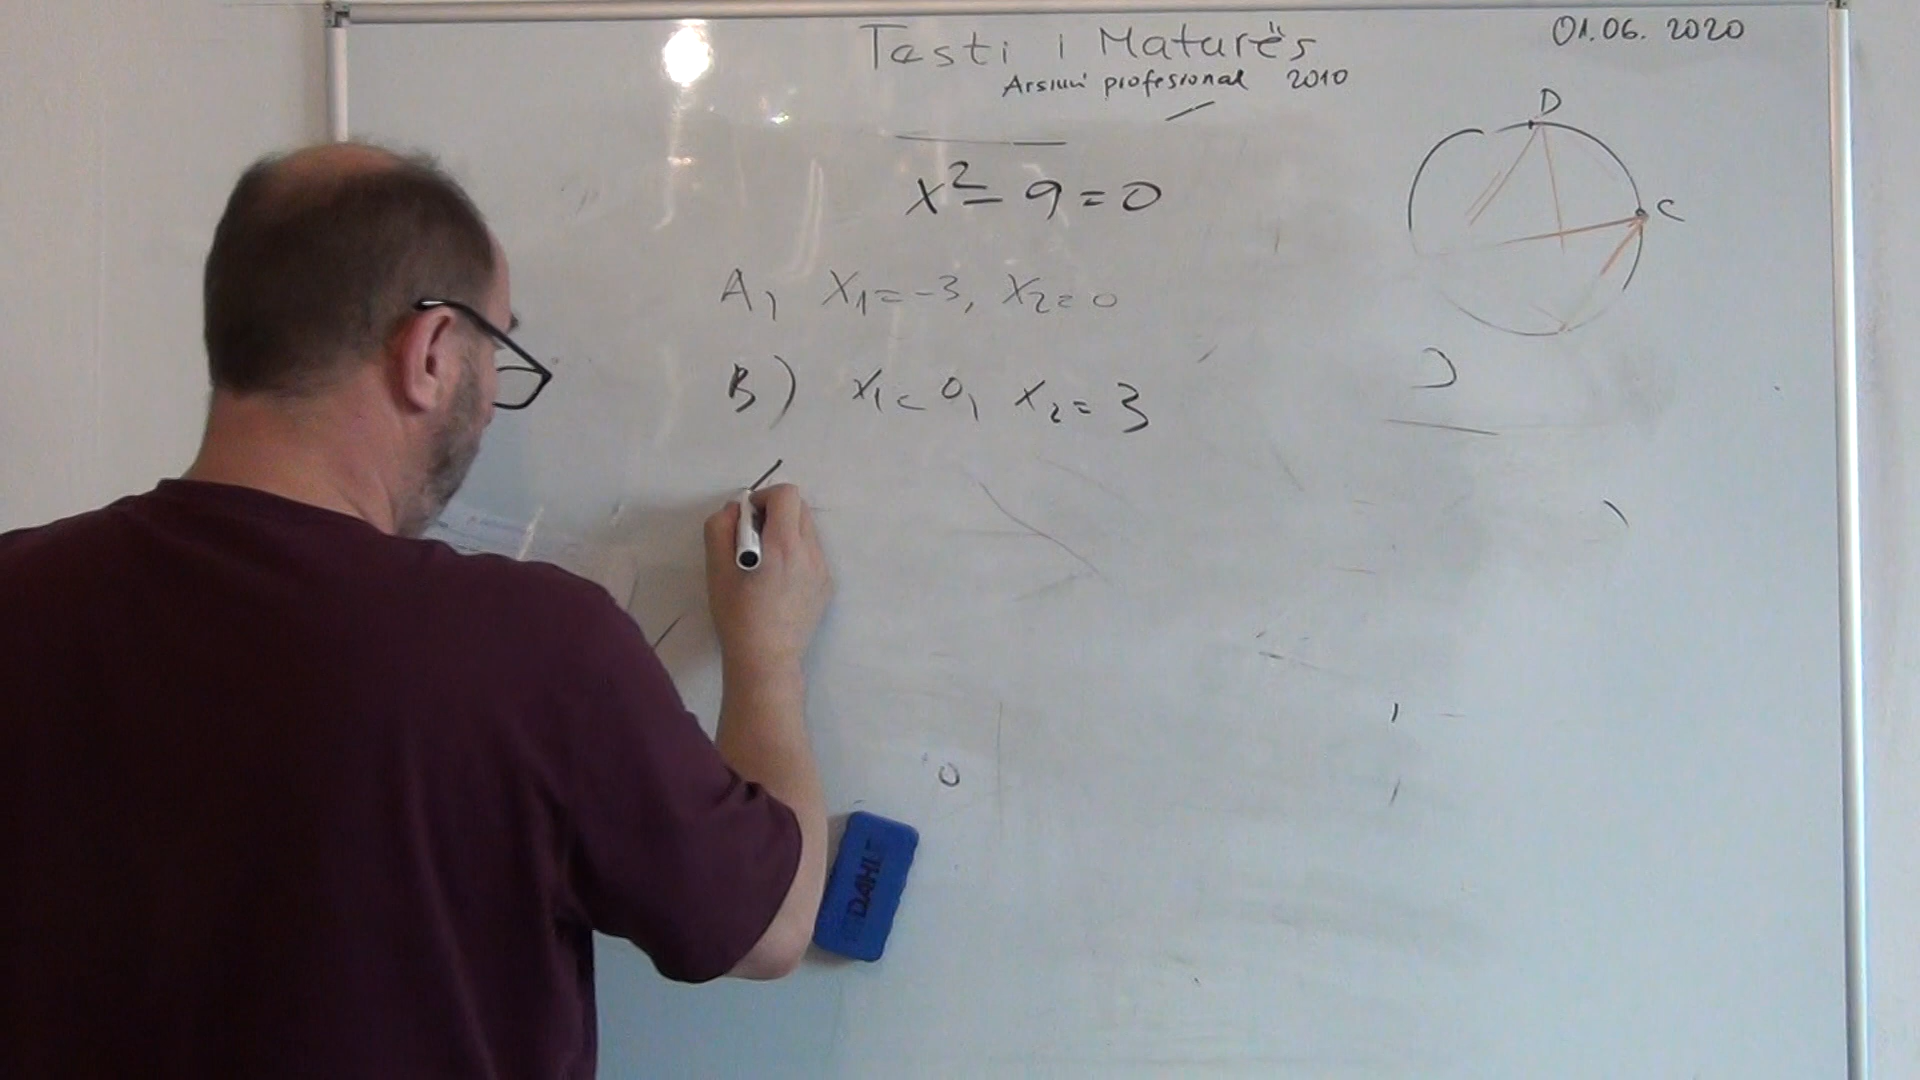 Testi i Maturës
01.06.2020
Arsimi profesional 2010
D
x² - 9 = 0
C
A) x₁ = -3, x₂ = 0
B) x₁ = 0, x₂ = 3
DAHLE